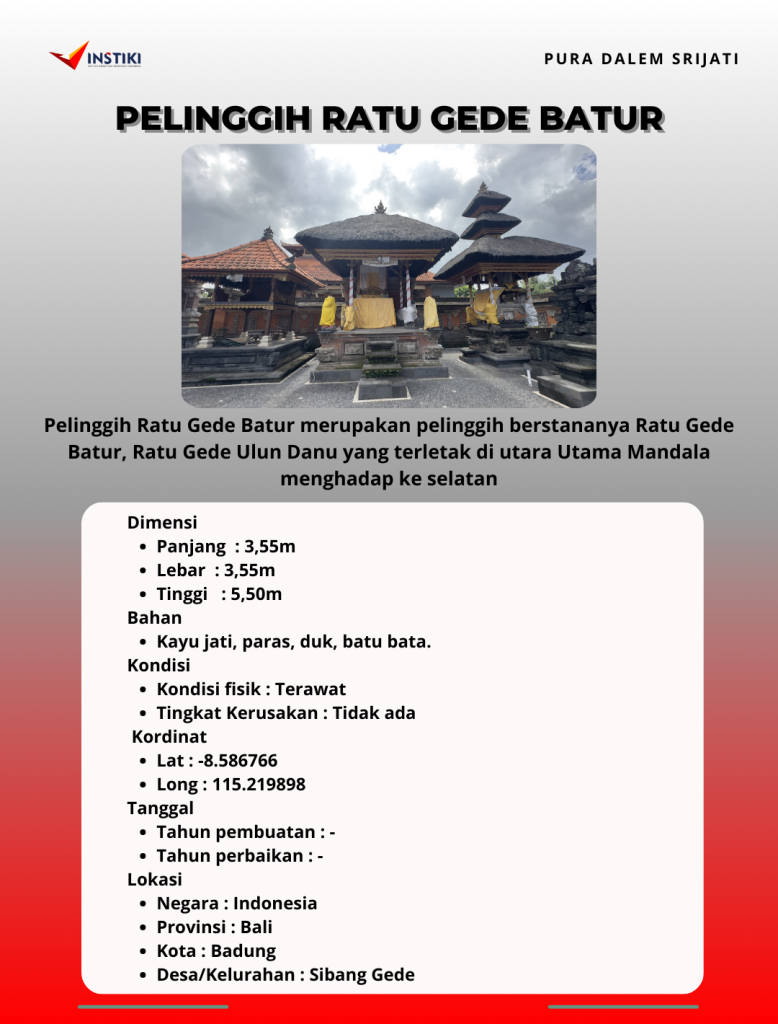 INSTIKI
PURA DALEM SRIJATI
PELINGGIH RATU GEDE BATUR
Pelinggih Ratu Gede Batur merupakan pelinggih berstananya Ratu Gede
Batur, Ratu Gede Ulun Danu yang terletak di utara Utama Mandala
menghadap ke selatan
Dimensi
• Panjang : 3,55m
• Lebar : 3,55m
• Tinggi : 5,50m
Bahan
• Kayu jati, paras, duk, batu bata.
Kondisi
• Kondisi fisik : Terawat
• Tingkat Kerusakan : Tidak ada
Kordinat
• Lat : -8.586766
• Long : 115.219898
Tanggal
• Tahun pembuatan : -
• Tahun perbaikan : -
Lokasi
• Negara : Indonesia
• Provinsi : Bali
• Kota : Badung
• Desa/Kelurahan : Sibang Gede